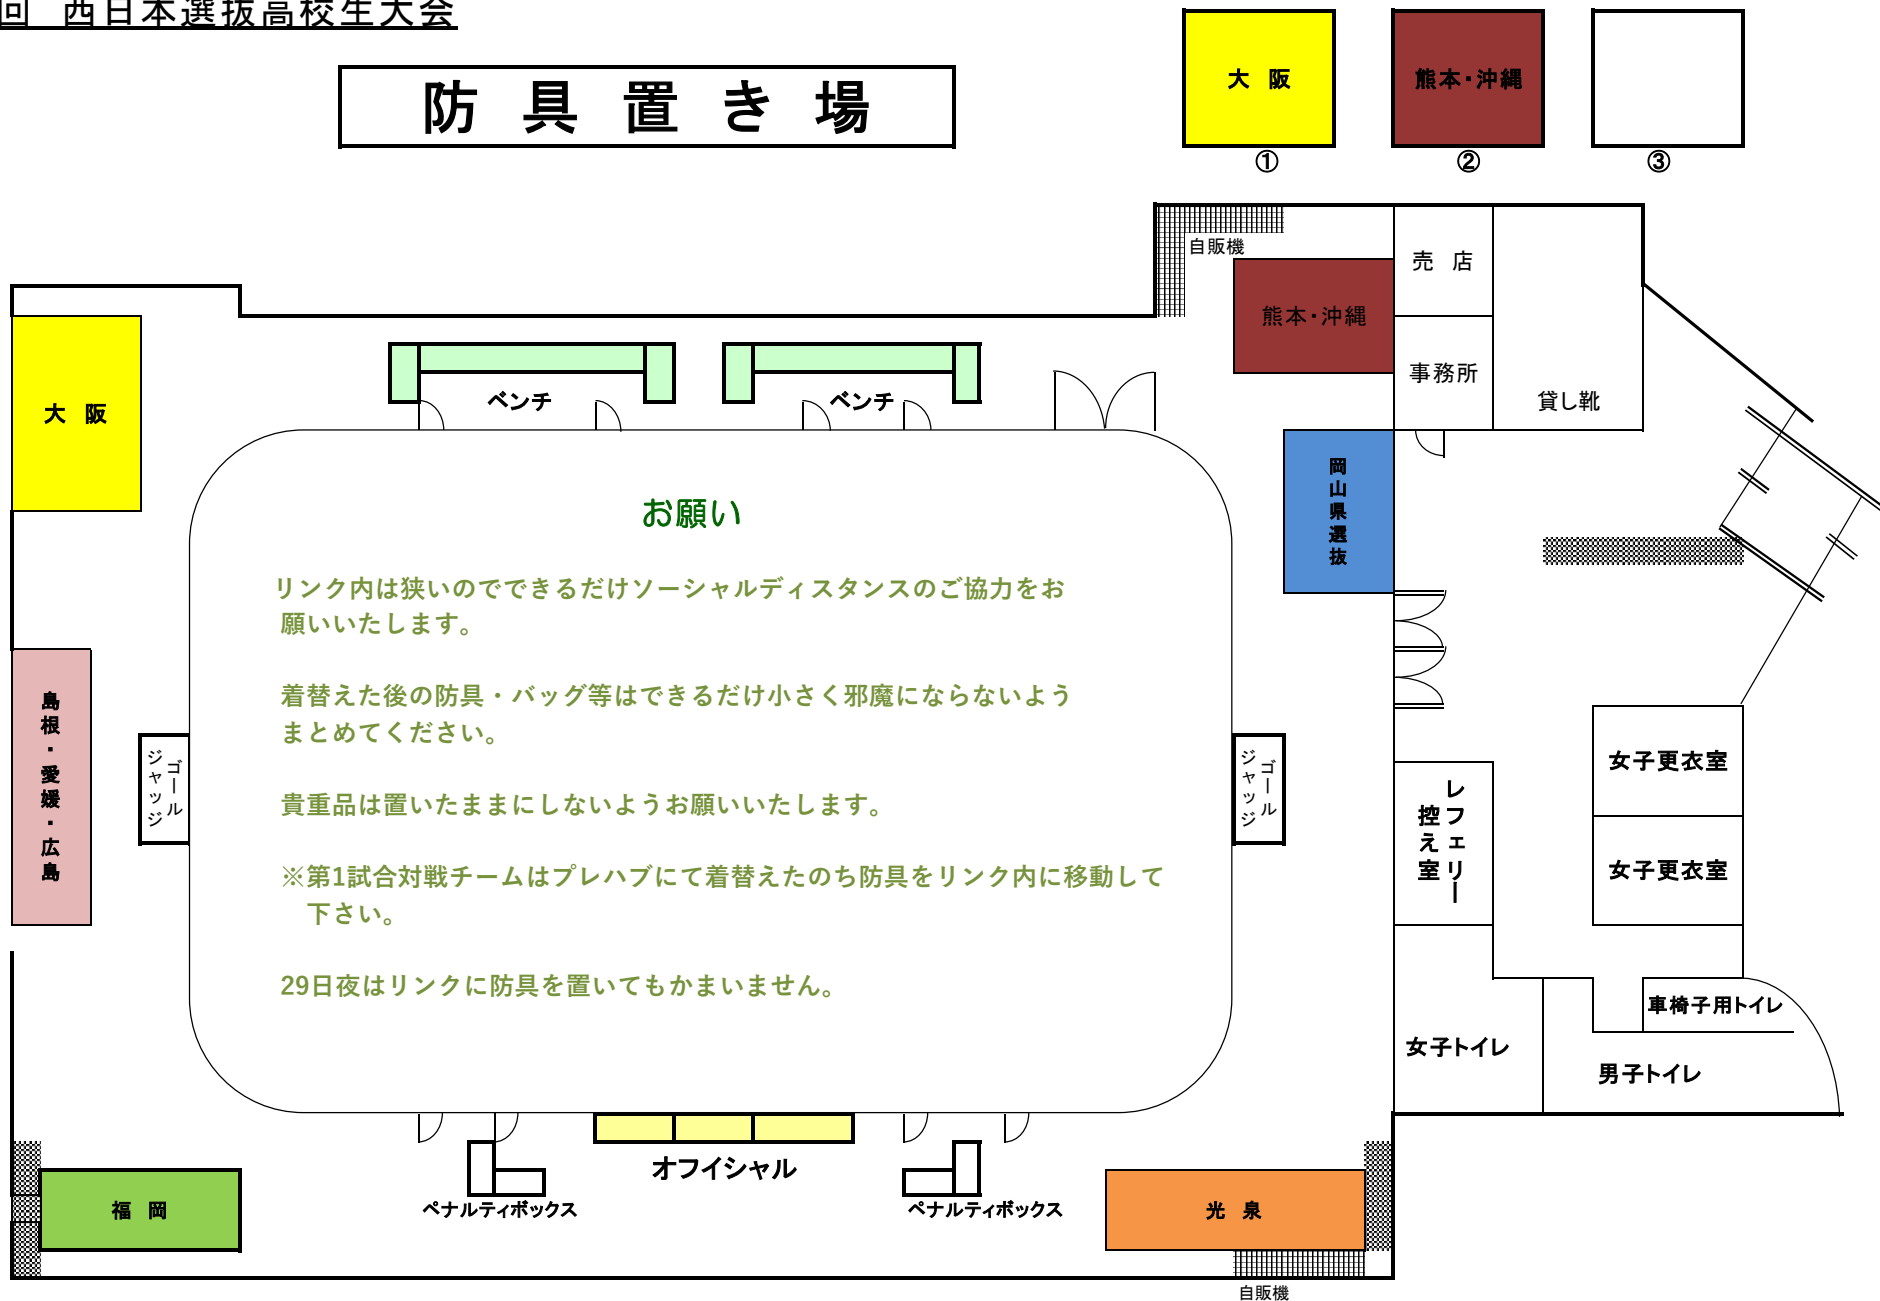 回 西日本選抜高校生大会
防具置き場
大 阪
熊本・沖縄
①
②
③
自販機
売 店
熊本・沖縄
事務所
貸し靴
大 阪
ベンチ
ベンチ
岡山県選抜
お願い
リンク内は狭いのでできるだけソーシャルディスタンスのご協力をお
願いいたします。
着替えた後の防具・バッグ等はできるだけ小さく邪魔にならないよう
まとめてください。
貴重品は置いたままにしないようお願いいたします。
※第1試合対戦チームはプレハブにて着替えたのち防具をリンク内に移動して
下さい。
29日夜はリンクに防具を置いてもかまいません。
島根・愛媛・広島
ゴール
ジャッジ
ゴール
ジャッジ
レフェリー
控え室
女子更衣室
女子更衣室
車椅子用トイレ
女子トイレ
男子トイレ
オフイシャル
ペナルティボックス
ペナルティボックス
福 岡
光 泉
自販機